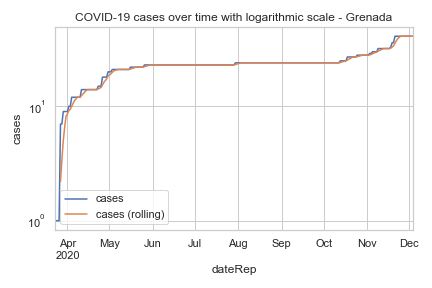 COVID-19 cases over time with logarithmic scale - Grenada
cases
10¹
10⁰
cases
cases (rolling)
Apr May Jun Jul Aug Sep Oct Nov Dec
2020
dateRep